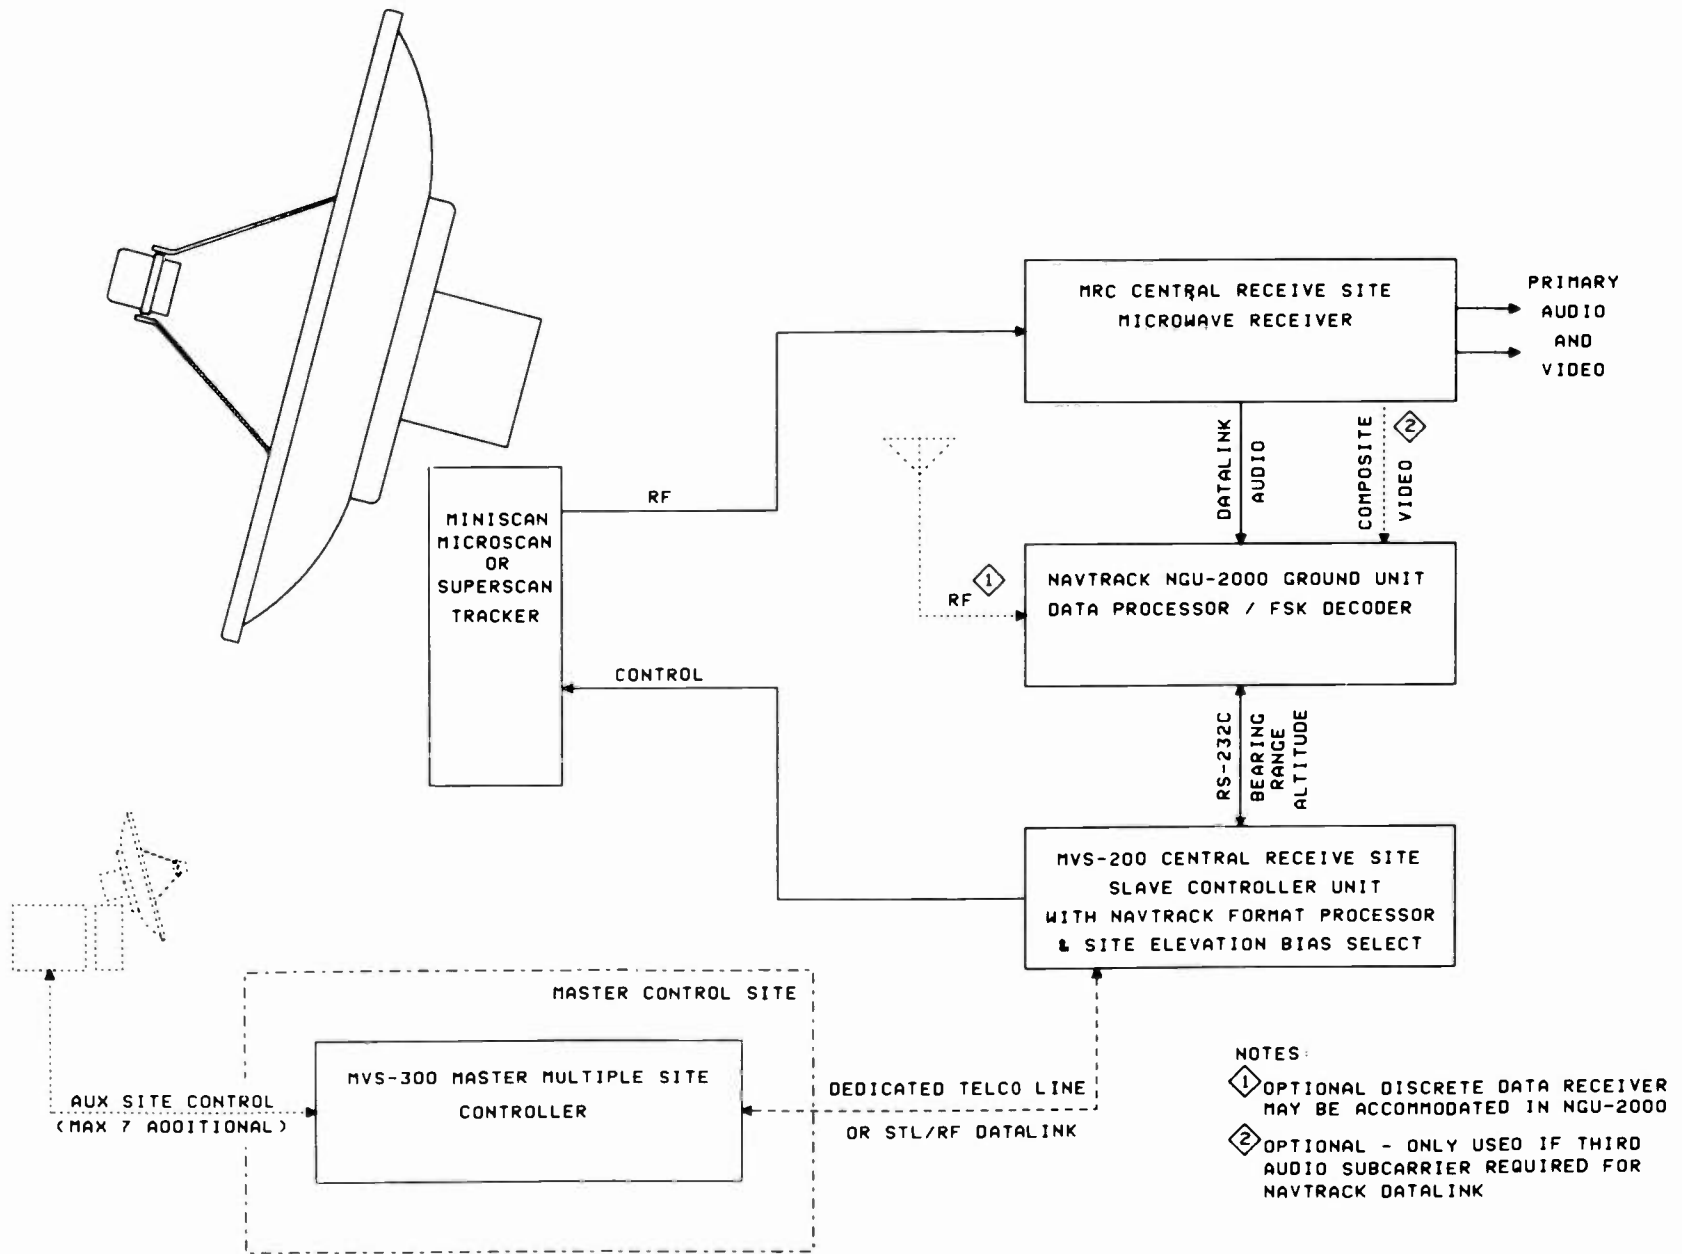 MRC CENTRAL RECEIVE SITE
MICROWAVE RECEIVER
PRIMARY
AUDIO
AND
VIDEO
DATALINK
AUDIO
COMPOSITE
VIDEO
2
RF
MINISCAN
MICROSCAN
OR
SUPERSCAN
TRACKER
1
RF
NAVTRACK NGU-2000 GROUND UNIT
DATA PROCESSOR / FSK DECODER
CONTROL
RS-232C
BEARING
RANGE
ALTITUDE
MVS-200 CENTRAL RECEIVE SITE
SLAVE CONTROLLER UNIT
WITH NAVTRACK FORMAT PROCESSOR
& SITE ELEVATION BIAS SELECT
MASTER CONTROL SITE
MVS-300 MASTER MULTIPLE SITE
CONTROLLER
AUX SITE CONTROL
(MAX 7 ADDITIONAL)
DEDICATED TELCO LINE
OR STL/RF DATALINK
NOTES:
1 OPTIONAL DISCRETE DATA RECEIVER
MAY BE ACCOMMODATED IN NGU-2000
2 OPTIONAL - ONLY USED IF THIRD
AUDIO SUBCARRIER REQUIRED FOR
NAVTRACK DATALINK